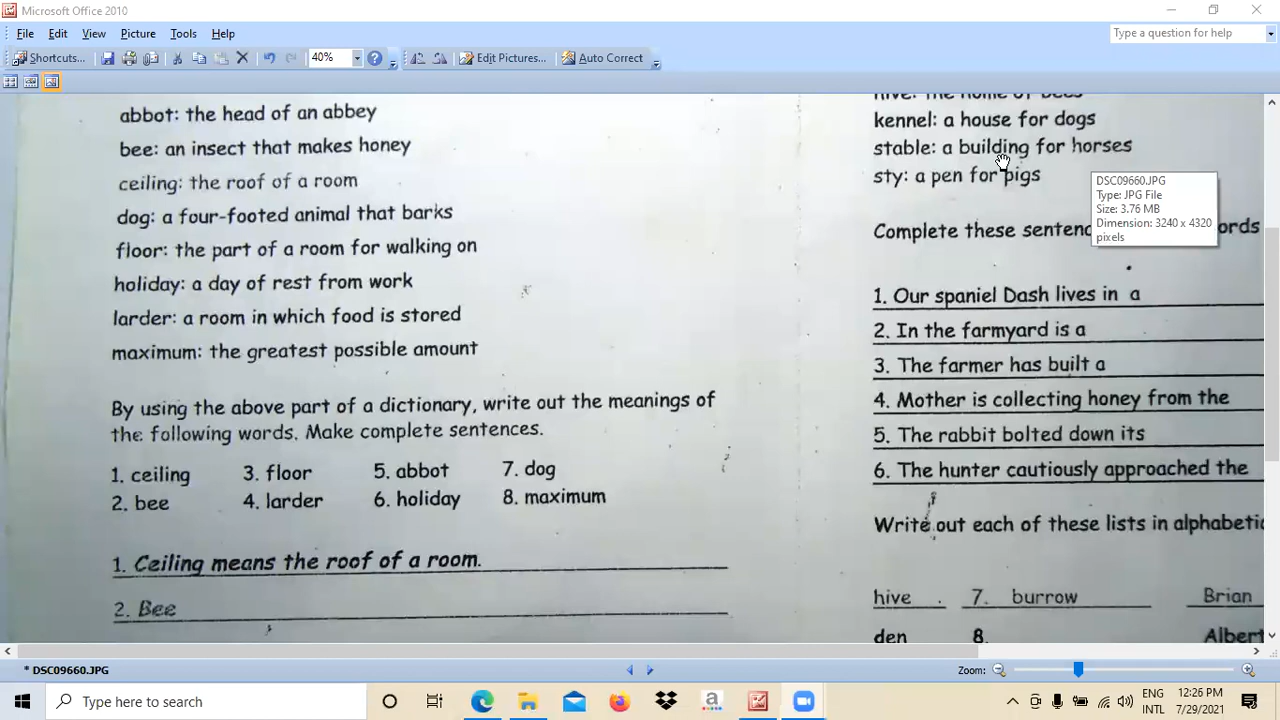 Microsoft Office 2010
File Edit View Picture Tools Help
Type a question for help
Shortcuts...
40%
Edit Pictures...
Auto Correct
abbot: the head of an abbey
bee: an insect that makes honey
ceiling: the roof of a room
dog: a four-footed animal that barks
floor: the part of a room for walking on
holiday: a day of rest from work
larder: a room in which food is stored
maximum: the greatest possible amount
By using the above part of a dictionary, write out the meanings of
the following words. Make complete sentences.
1. ceiling 3. floor 5. abbot 7. dog
2. bee 4. larder 6. holiday 8. maximum
1. Ceiling means the roof of a room.
2. Bee
hive: the home of bees
kennel: a house for dogs
stable: a building for horses
sty: a pen for pigs
DSC09660.JPG
Type: JPG File
Size: 3.76 MB
Dimension: 3240 x 4320
pixels
Complete these
1. Our spaniel Dash lives in a
2. In the farmyard is a
3. The farmer has built a
4. Mother is collecting honey from the
5. The rabbit bolted down its
6. The hunter cautiously approached the
Write out each of these lists in
hive 7. burrow Brian
den 8. Albert
* DSC09660.JPG
Zoom:
Type here to search
ENG
INTL
12:26 PM
7/29/2021